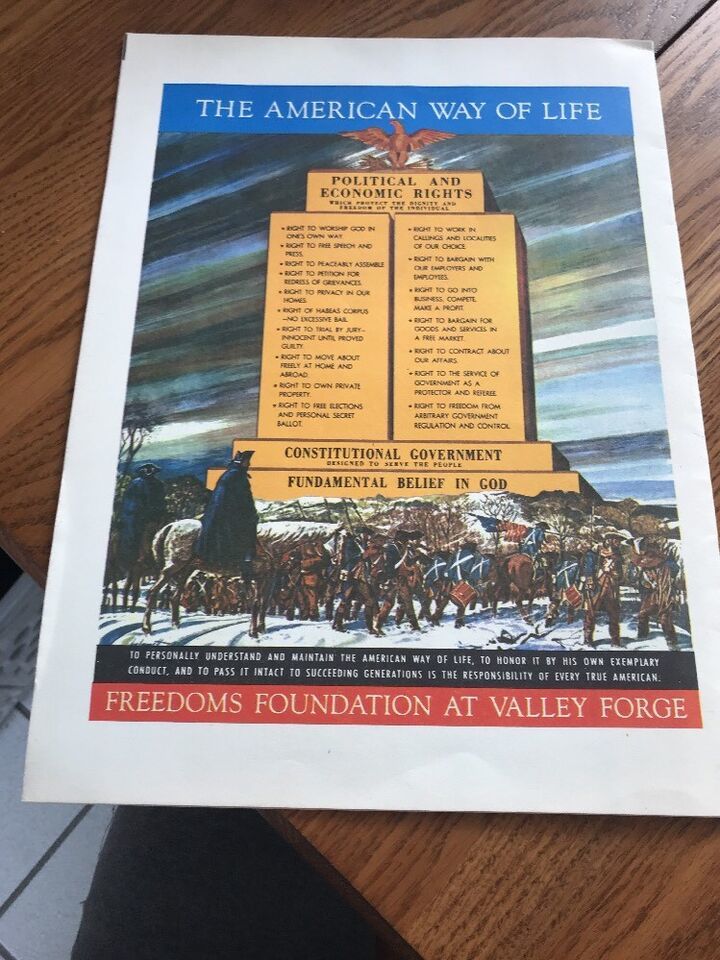 THE AMERICAN WAY OF LIFE
POLITICAL AND
ECONOMIC RIGHTS
WHICH PROTECT THE DIGNITY AND
FREEDOM OF THE INDIVIDUAL
★ RIGHT TO WORSHIP GOD IN
ONE'S OWN WAY.
★ RIGHT TO FREE SPEECH AND
PRESS.
★ RIGHT TO PEACEABLY ASSEMBLE.
★ RIGHT TO PETITION FOR
REDRESS OF GRIEVANCES.
★ RIGHT TO PRIVACY IN OUR
HOMES.
★ RIGHT OF HABEAS CORPUS
—NO EXCESSIVE BAIL.
★ RIGHT TO TRIAL BY JURY—
INNOCENT UNTIL PROVED
GUILTY.
★ RIGHT TO MOVE ABOUT
FREELY AT HOME AND
ABROAD.
★ RIGHT TO OWN PRIVATE
PROPERTY.
★ RIGHT TO FREE ELECTIONS
AND PERSONAL SECRET
BALLOT.
★ RIGHT TO WORK IN
CALLINGS AND LOCALITIES
OF OUR CHOICE.
★ RIGHT TO BARGAIN WITH
OUR EMPLOYERS AND
EMPLOYEES.
★ RIGHT TO GO INTO
BUSINESS, COMPETE,
MAKE A PROFIT.
★ RIGHT TO BARGAIN FOR
GOODS AND SERVICES IN
A FREE MARKET.
★ RIGHT TO CONTRACT ABOUT
OUR AFFAIRS.
★ RIGHT TO THE SERVICE OF
GOVERNMENT AS A
PROTECTOR AND REFEREE.
★ RIGHT TO FREEDOM FROM
ARBITRARY GOVERNMENT
REGULATION AND CONTROL.
CONSTITUTIONAL GOVERNMENT
DESIGNED TO SERVE THE PEOPLE
FUNDAMENTAL BELIEF IN GOD
TO PERSONALLY UNDERSTAND AND MAINTAIN THE AMERICAN WAY OF LIFE, TO HONOR IT BY HIS OWN EXEMPLARY
CONDUCT, AND TO PASS IT INTACT TO SUCCEEDING GENERATIONS IS THE RESPONSIBILITY OF EVERY TRUE AMERICAN.
FREEDOMS FOUNDATION AT VALLEY FORGE